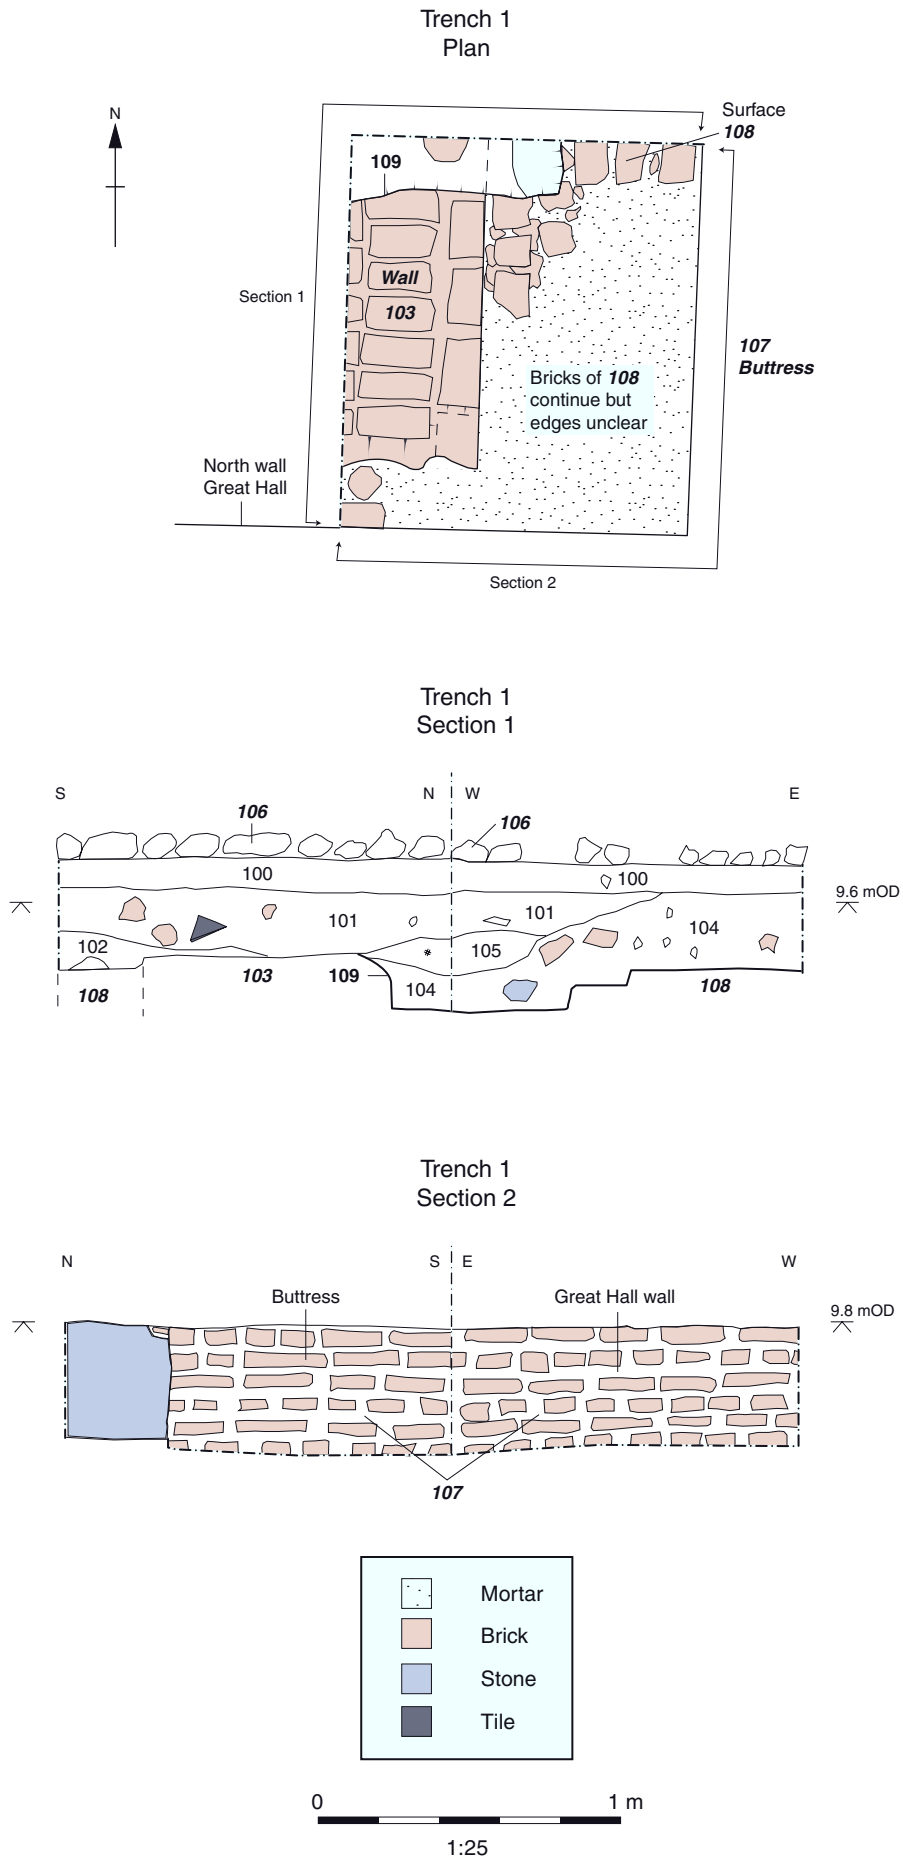 Trench 1
Plan
N
Surface
108
109
Wall
103
Section 1
107
Buttress
Bricks of 108
continue but
edges unclear
North wall
Great Hall
Section 2
Trench 1
Section 1
S
N
W
E
106
106
100
100
9.6 mOD
101
101
104
102
105
103
109
104
108
108
Trench 1
Section 2
N
S
E
W
Buttress
Great Hall wall
9.8 mOD
107
Mortar
Brick
Stone
Tile
0
1 m
1:25